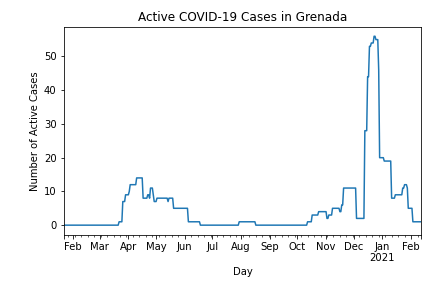 Active COVID-19 Cases in Grenada
Number of Active Cases
50
40
30
20
10
0
Feb Mar Apr May Jun Jul Aug Sep Oct Nov Dec Jan Feb
2021
Day